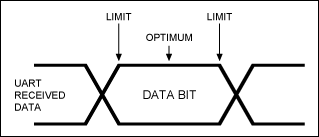 LIMIT LIMIT
OPTIMUM
UART
RECEIVED
DATA
DATA BIT